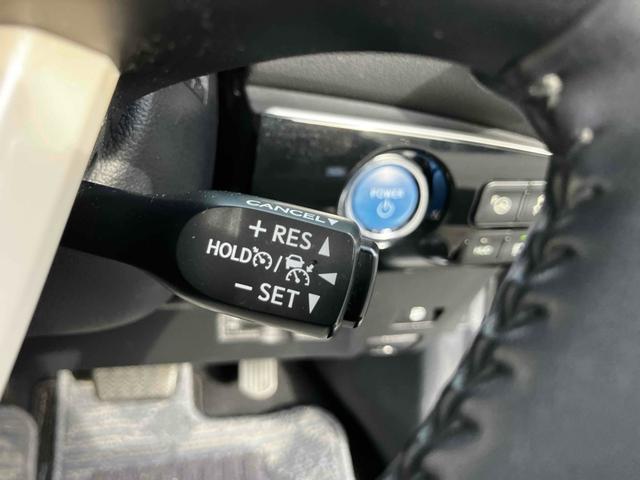 CANCEL
+ RES
HOLD /
− SET
POWER